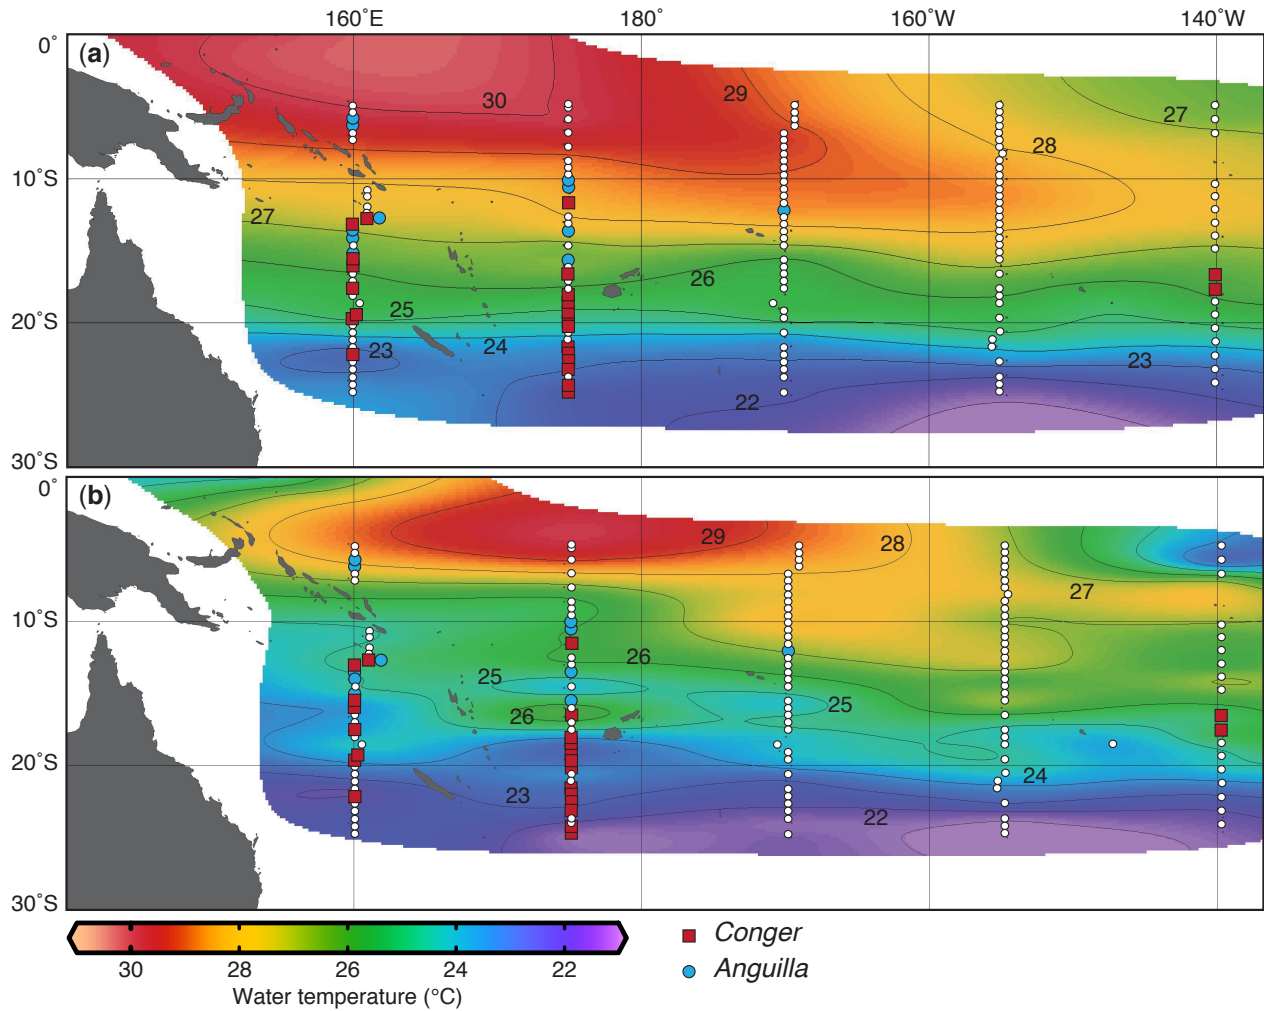 160˚E 180˚ 160˚W 140˚W
0˚ (a)
30 29 27
28
10˚S
27
26
25
20˚S
23 24 23
22
30˚S
0˚ (b)
29 28
27
10˚S
26
25
26 25
20˚S
24
23
22
30˚S
30 28 26 24 22
Water temperature (°C)
Conger
Anguilla